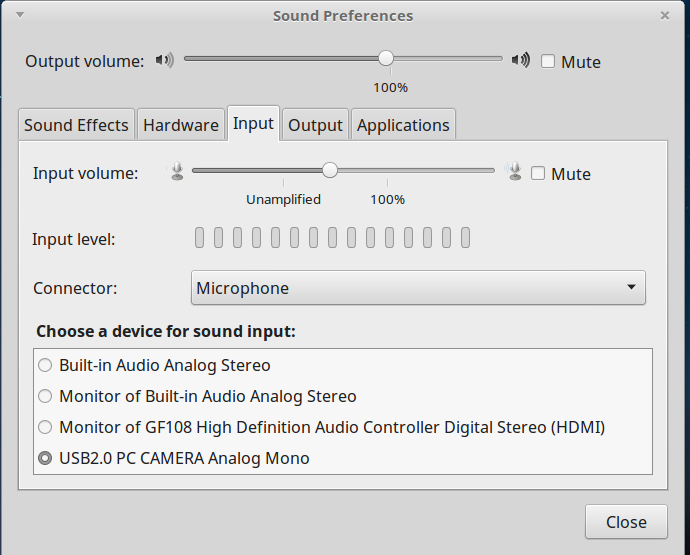 Sound Preferences
Output volume:
Mute
100%
Sound Effects Hardware Input Output Applications
Input volume:
Mute
Unamplified 100%
Input level:
Connector: Microphone
Choose a device for sound input:
Built-in Audio Analog Stereo
Monitor of Built-in Audio Analog Stereo
Monitor of GF108 High Definition Audio Controller Digital Stereo (HDMI)
USB2.0 PC CAMERA Analog Mono
Close